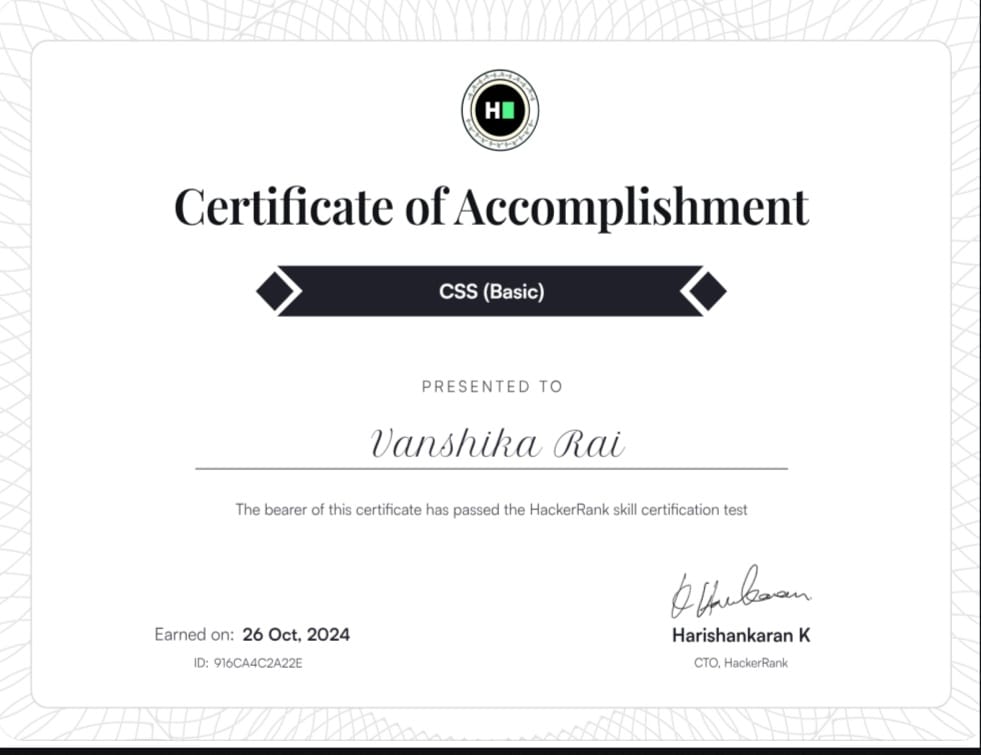 H
Certificate of Accomplishment
CSS (Basic)
PRESENTED TO
Vanshika Rai
The bearer of this certificate has passed the HackerRank skill certification test
Earned on: 26 Oct, 2024
ID: 916CA4C2A22E
Harishankaran K
CTO, HackerRank